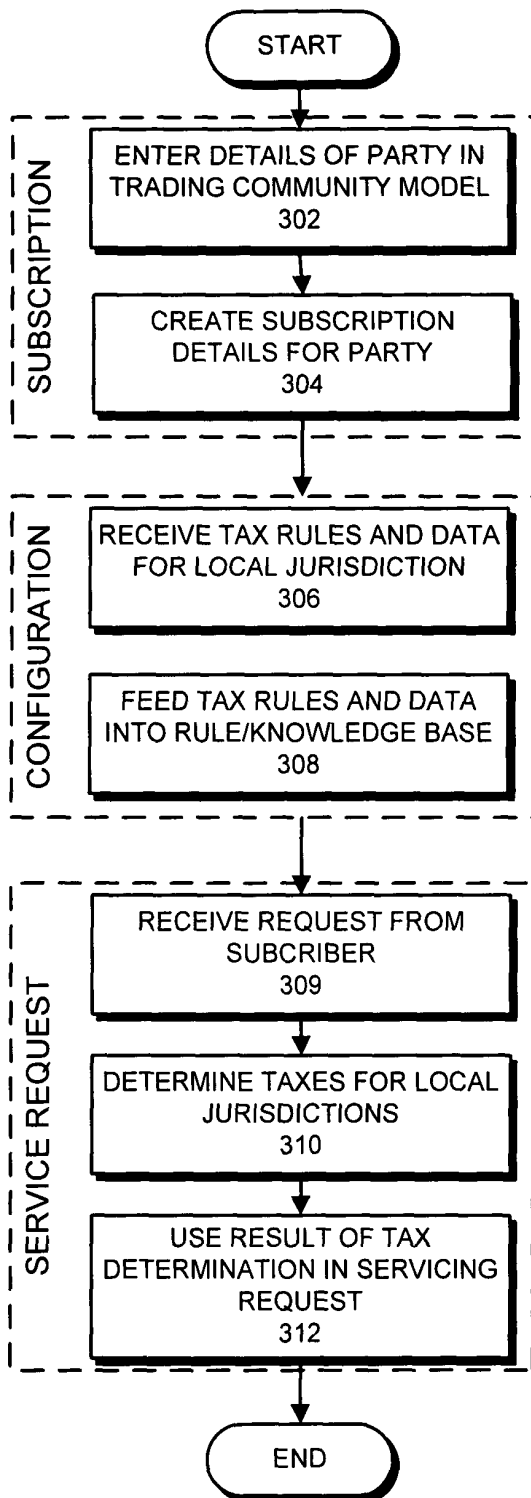 START
SUBSCRIPTION
ENTER DETAILS OF PARTY IN
TRADING COMMUNITY MODEL
302
CREATE SUBSCRIPTION
DETAILS FOR PARTY
304
CONFIGURATION
RECEIVE TAX RULES AND DATA
FOR LOCAL JURISDICTION
306
FEED TAX RULES AND DATA
INTO RULE/KNOWLEDGE BASE
308
SERVICE REQUEST
RECEIVE REQUEST FROM
SUBCRIBER
309
DETERMINE TAXES FOR LOCAL
JURISDICTIONS
310
USE RESULT OF TAX
DETERMINATION IN SERVICING
REQUEST
312
END